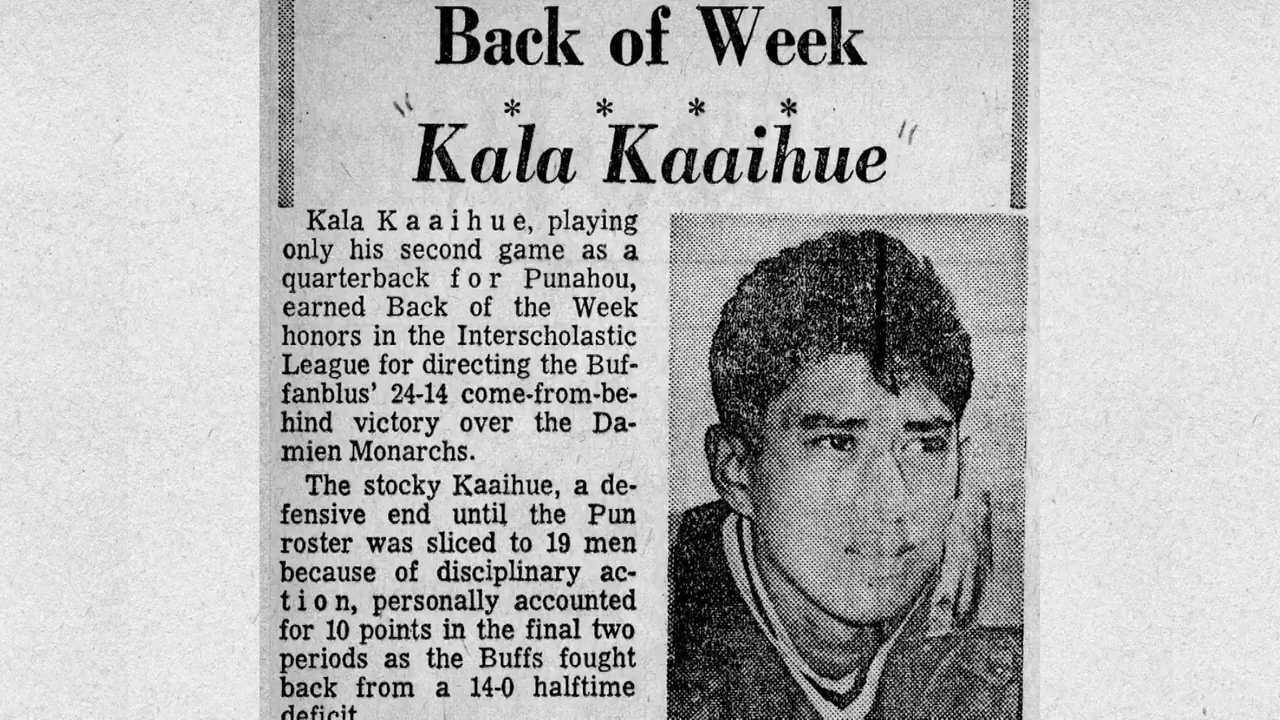 Back of Week
* * * *
"Kala Kaaihue"
Kala Kaaihue, playing
only his second game as a
quarterback for Punahou,
earned Back of the Week
honors in the Interscholastic
League for directing the Buf-
fanblus' 24-14 come-from-be-
hind victory over the Da-
mien Monarchs.
The stocky Kaaihue, a de-
fensive end until the Pun
roster was sliced to 19 men
because of disciplinary ac-
tion, personally accounted
for 10 points in the final two
periods as the Buffs fought
back from a 14-0 halftime
deficit